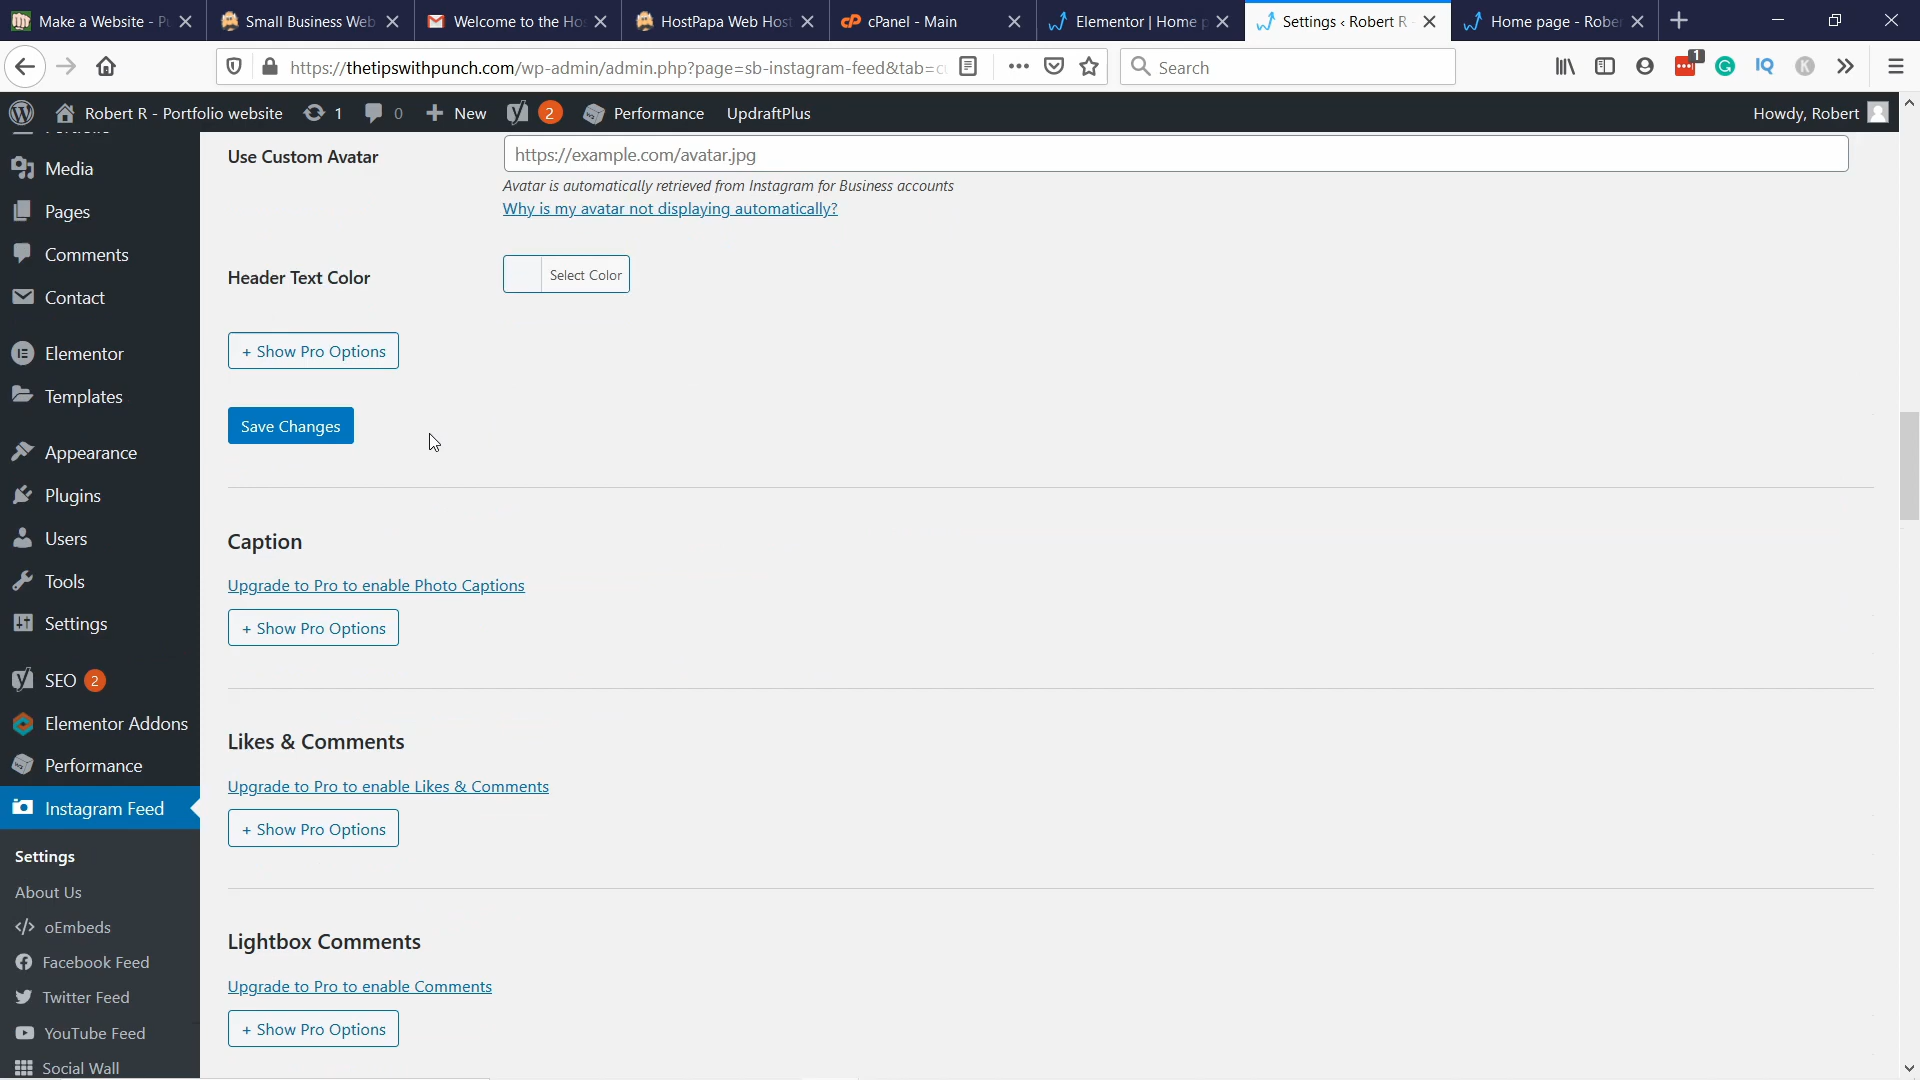 Make a Website - P
Small Business Web
Welcome to the Ho
HostPapa Web Host
cPanel - Main
Elementor | Home p
Settings ‹ Robert R
Home page - Rober
https://thetipswithpunch.com/wp-admin/admin.php?page=sb-instagram-feed&tab=c
Search
1
IQ
K
Robert R - Portfolio website
1
0
New
2
Performance
UpdraftPlus
Howdy, Robert
Media
Pages
Comments
Contact
Elementor
Templates
Appearance
Plugins
Users
Tools
Settings
SEO 2
Elementor Addons
Performance
Instagram Feed
Settings
About Us
oEmbeds
Facebook Feed
Twitter Feed
YouTube Feed
Social Wall
Use Custom Avatar
https://example.com/avatar.jpg
Avatar is automatically retrieved from Instagram for Business accounts
Why is my avatar not displaying automatically?
Header Text Color
Select Color
+ Show Pro Options
Save Changes
Caption
Upgrade to Pro to enable Photo Captions
+ Show Pro Options
Likes & Comments
Upgrade to Pro to enable Likes & Comments
+ Show Pro Options
Lightbox Comments
Upgrade to Pro to enable Comments
+ Show Pro Options